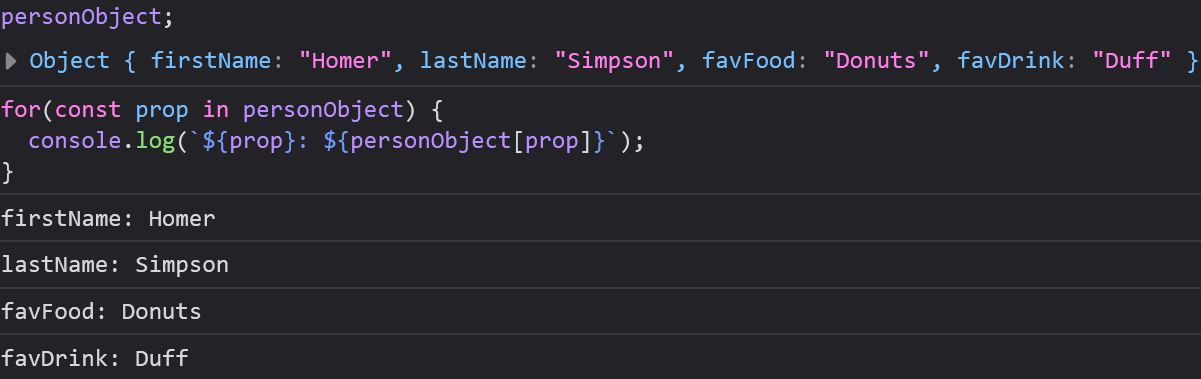 personObject;
Object { firstName: "Homer", lastName: "Simpson", favFood: "Donuts", favDrink: "Duff" }
for(const prop in personObject) {
  console.log(`${prop}: ${personObject[prop]}`);
}
firstName: Homer
lastName: Simpson
favFood: Donuts
favDrink: Duff